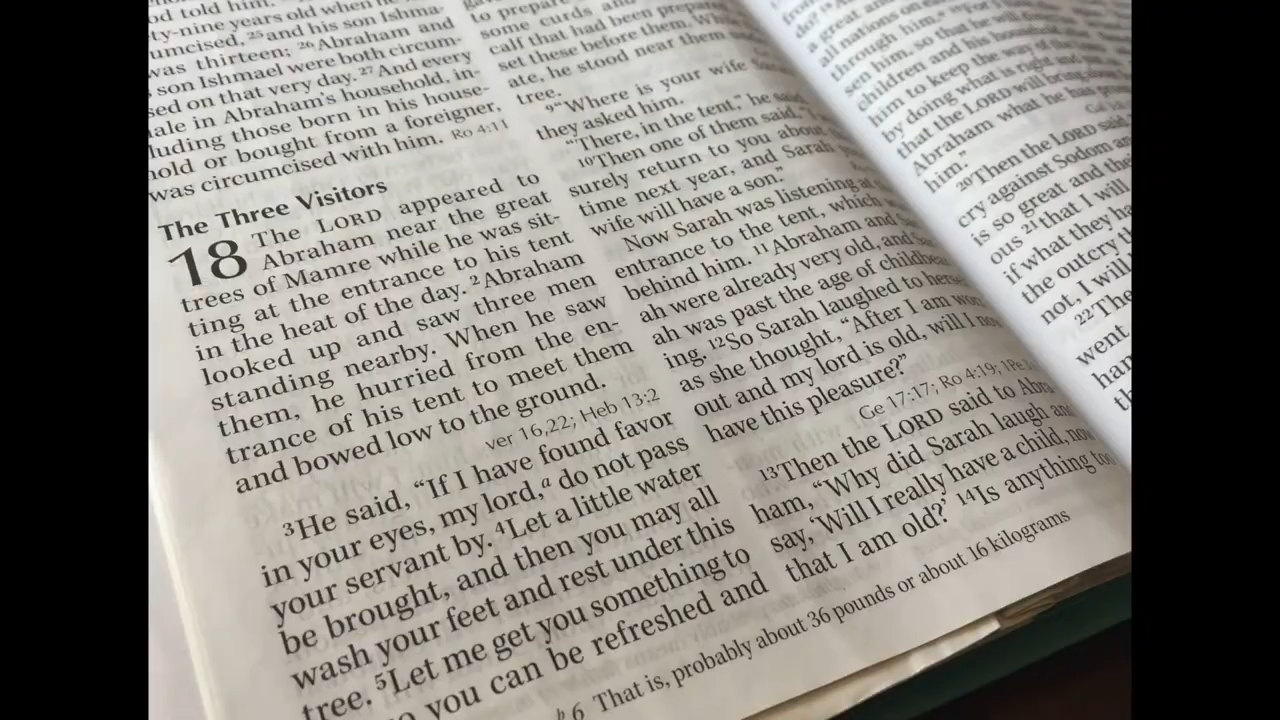 od told him.
ty-nine years old when he
umcised, 25 and his son Ishma-
was thirteen; 26 Abraham and
son Ishmael were both circum-
sed on that very day. 27 And every
ale in Abraham's household, in-
luding those born in his house-
hold or bought from a foreigner,
was circumcised with him. Ro 4:11
The Three Visitors
18 The LORD appeared to
Abraham near the great
trees of Mamre while he was sit-
ting at the entrance to his tent
in the heat of the day. 2 Abraham
looked up and saw three men
standing nearby. When he saw
them, he hurried from the en-
trance of his tent to meet them
and bowed low to the ground.
ver 16,22; Heb 13:2
3 He said, “If I have found favor
in your eyes, my lord,a do not pass
your servant by. 4 Let a little water
be brought, and then you may all
wash your feet and rest under this
tree. 5 Let me get you something to
you can be refreshed and
to prepare
some curds and
calf that had been prepar
set these before them. Wh
ate, he stood near them
tree.
9 “Where is your wife Sara
they asked him.
“There, in the tent,” he said.
10 Then one of them said, “I
surely return to you about
time next year, and Sarah
wife will have a son.”
Now Sarah was listening at
entrance to the tent, which
behind him. 11 Abraham and Sar
ah were already very old, and Sar
ah was past the age of childbear
ing. 12 So Sarah laughed to herse
as she thought, “After I am worn
out and my lord is old, will I now
have this pleasure?”
Ge 17:17; Ro 4:19; 1Pe
13 Then the LORD said to Abra
ham, “Why did Sarah laugh and
say, ‘Will I really have a child, now
that I am old?’ 14 Is anything too
b 6 That is, probably about 36 pounds or about 16 kilograms
a great and
all nations on
through him.
sen him, so that he will
children and his household
him to keep the way of the
by doing what is right and
that the LORD will bring
Abraham what he has
him.”
20 Then the LORD said,
cry against Sodom an
is so great and the
ous 21 that I will
if what they ha
the outcry th
not, I will
22 The
went